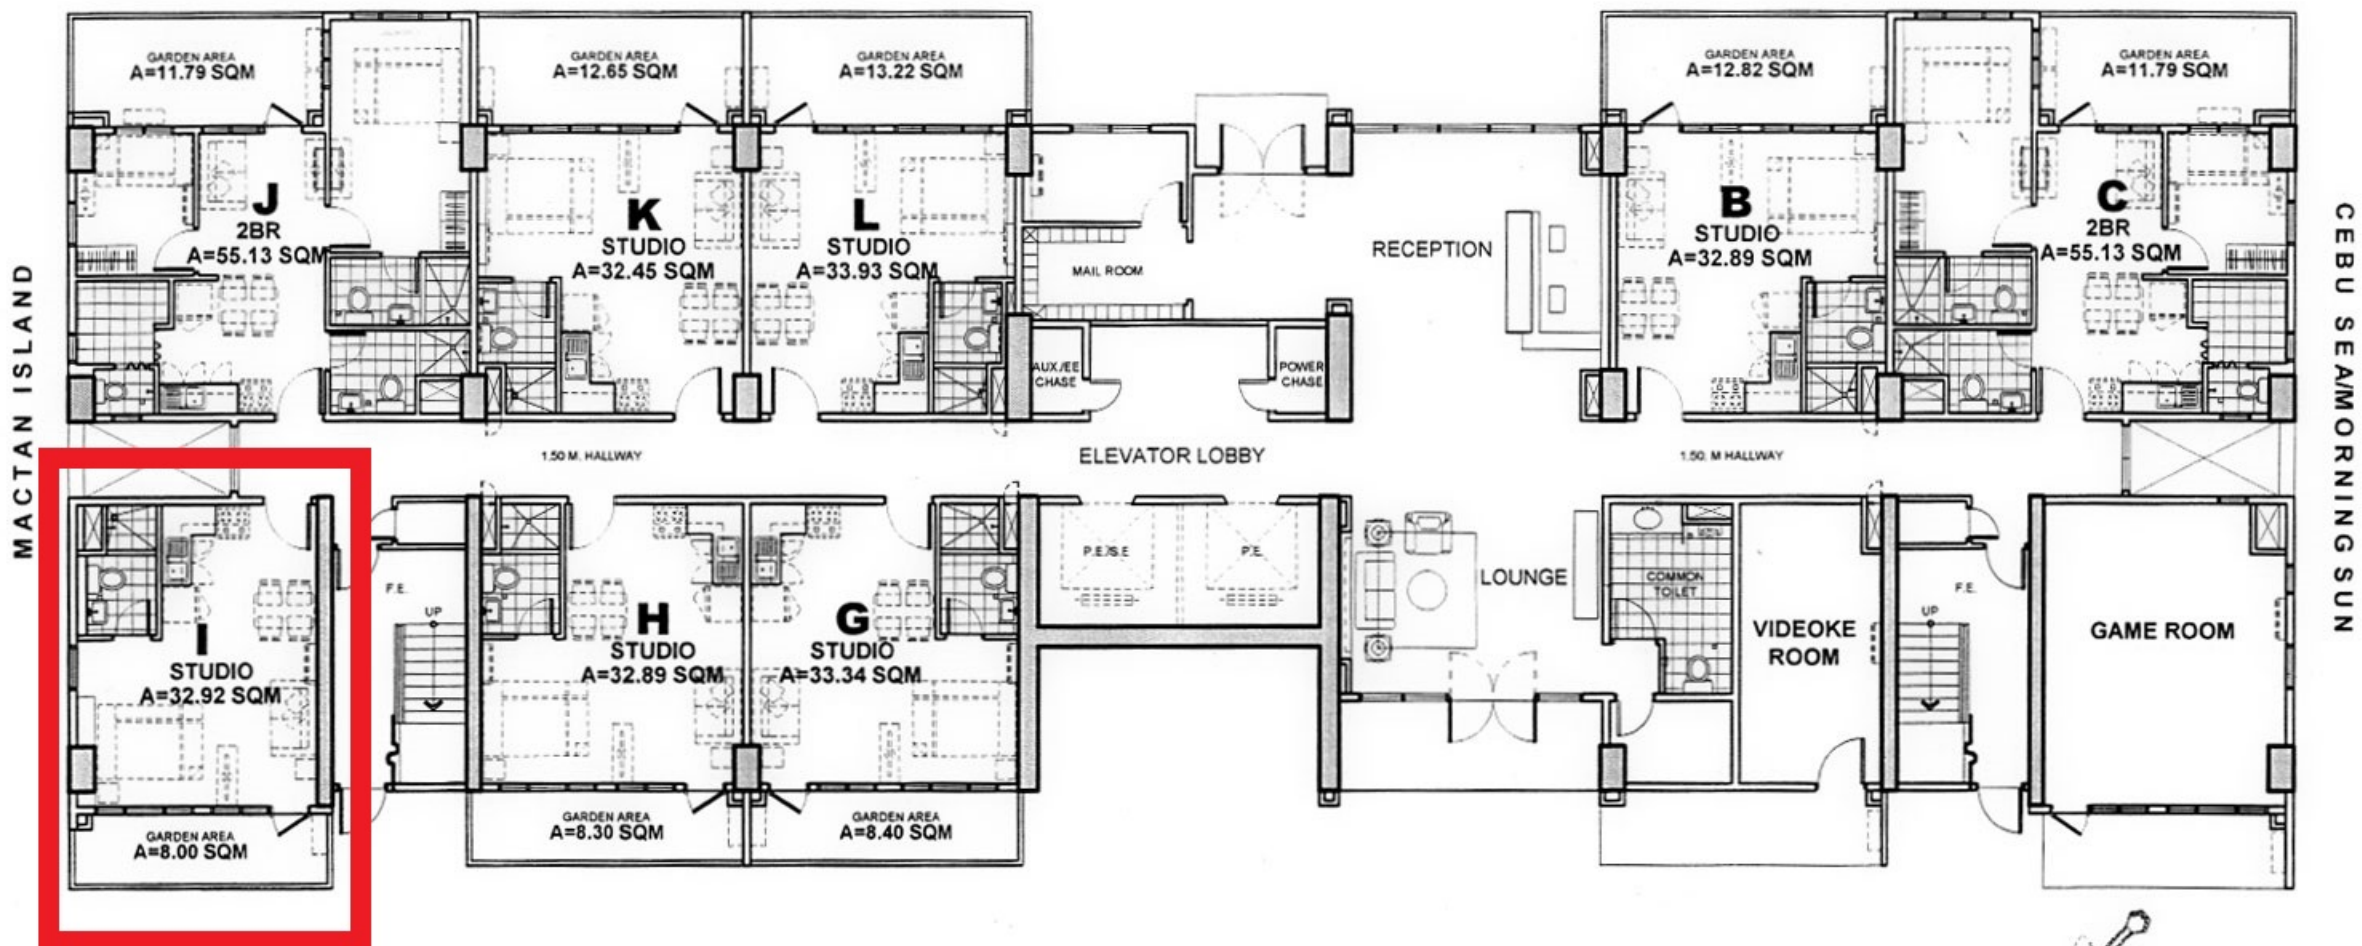 GARDEN AREA
A=11.79 SQM
GARDEN AREA
A=12.65 SQM
GARDEN AREA
A=13.22 SQM
GARDEN AREA
A=12.82 SQM
GARDEN AREA
A=11.79 SQM
J
2BR
A=55.13 SQM
K
STUDIO
A=32.45 SQM
L
STUDIO
A=33.93 SQM
MAIL ROOM
RECEPTION
B
STUDIO
A=32.89 SQM
C
2BR
A=55.13 SQM
AUX./EE
CHASE
POWER
CHASE
MACTAN ISLAND
CEBU SEA/MORNING SUN
1.50 M. HALLWAY
ELEVATOR LOBBY
1.50. M HALLWAY
I
STUDIO
A=32.92 SQM
F.E.
UP
H
STUDIO
A=32.89 SQM
G
STUDIO
A=33.34 SQM
P.E./S.E
P.E.
LOUNGE
COMMON
TOILET
VIDEOKE
ROOM
F.E.
UP
GAME ROOM
GARDEN AREA
A=8.00 SQM
GARDEN AREA
A=8.30 SQM
GARDEN AREA
A=8.40 SQM